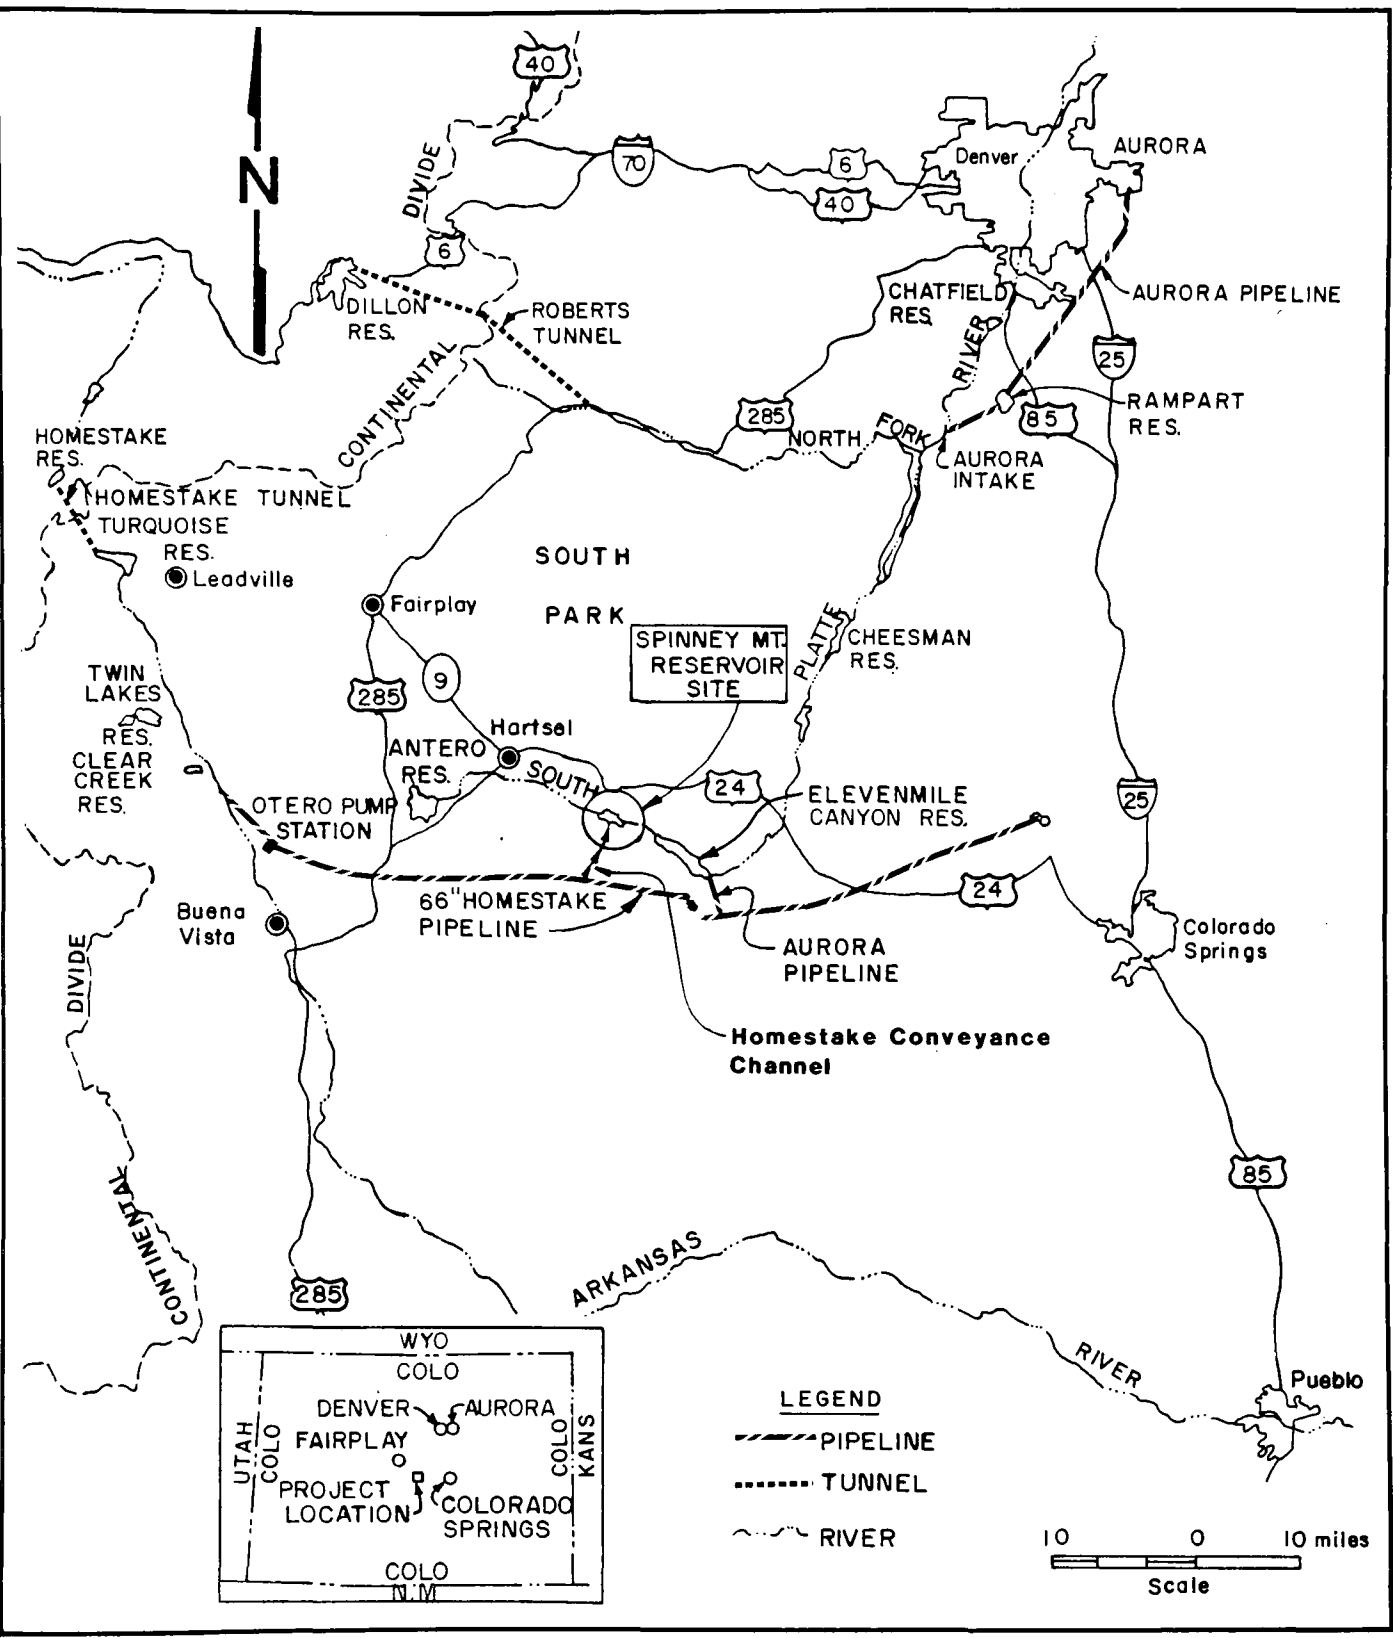 40
DIVIDE
70
6
40
Denver
AURORA
N
6
DILLON
RES.
ROBERTS
TUNNEL
CONTINENTAL
CHATFIELD
RES.
RIVER
AURORA PIPELINE
25
285
NORTH
FORK
85
RAMPART
RES.
AURORA
INTAKE
HOMESTAKE
RES.
HOMESTAKE TUNNEL
TURQUOISE
RES.
Leadville
SOUTH
PARK
Fairplay
SPINNEY MT.
RESERVOIR
SITE
PLATTE
CHEESMAN
RES.
TWIN
LAKES
RES.
CLEAR
CREEK
RES.
285
9
Hartsel
ANTERO
RES.
SOUTH
24
ELEVENMILE
CANYON RES.
25
OTERO PUMP
STATION
66" HOMESTAKE
PIPELINE
24
Buena
Vista
AURORA
PIPELINE
Colorado
Springs
DIVIDE
Homestake Conveyance
Channel
85
CONTINENTAL
285
ARKANSAS
RIVER
Pueblo
WYO
COLO
UTAH
COLO
DENVER
AURORA
FAIRPLAY
PROJECT
LOCATION
COLORADO
SPRINGS
COLO
KANS
COLO
N.M
LEGEND
PIPELINE
TUNNEL
RIVER
10 0 10 miles
Scale